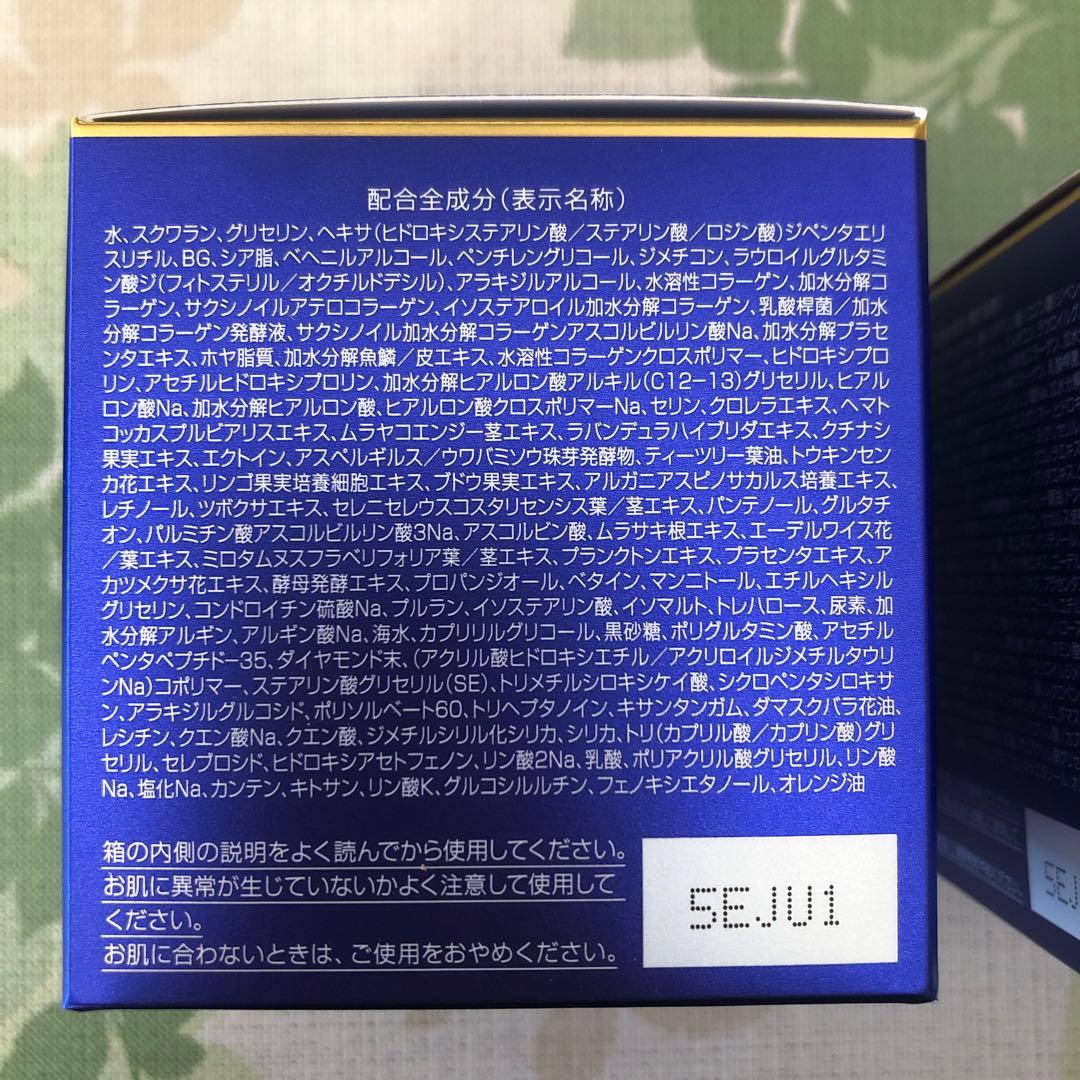 配合全成分(表示名称)
水、スクワラン、グリセリン、ヘキサ(ヒドロキシステアリン酸/ステアリン酸/ロジン酸)ジペンタエリ
スリチル、BG、シア脂、ベヘニルアルコール、ペンチレングリコール、ジメチコン、ラウロイルグルタミ
ン酸ジ(フィトステリル/オクチルドデシル)、アラキジルアルコール、水溶性コラーゲン、加水分解コ
ラーゲン、サクシノイルアテロコラーゲン、イソステアロイル加水分解コラーゲン、乳酸桿菌/加水
分解コラーゲン発酵液、サクシノイル加水分解コラーゲンアスコルビルリン酸Na、加水分解プラセ
ンタエキス、ホヤ脂質、加水分解魚鱗/皮エキス、水溶性コラーゲンクロスポリマー、ヒドロキシプロ
リン、アセチルヒドロキシプロリン、加水分解ヒアルロン酸アルキル(C12-13)グリセリル、ヒアル
ロン酸Na、加水分解ヒアルロン酸、ヒアルロン酸クロスポリマーNa、セリン、クロレラエキス、ヘマト
コッカスプルビアリスエキス、ムラヤコエンジー茎エキス、ラバンデュラハイブリダエキス、クチナシ
果実エキス、エクトイン、アスペルギルス/ウワバミソウ珠芽発酵物、ティーツリー葉油、トウキンセン
カ花エキス、リンゴ果実培養細胞エキス、ブドウ果実エキス、アルガニアスピノサカルス培養エキス、
レチノール、ツボクサエキス、セレニセレウスコスタリセンシス葉/茎エキス、パンテノール、グルタチ
オン、パルミチン酸アスコルビルリン酸3Na、アスコルビン酸、ムラサキ根エキス、エーデルワイス花
/葉エキス、ミロタムヌスフラベリフォリア葉/茎エキス、プランクトンエキス、プラセンタエキス、ア
カツメクサ花エキス、酵母発酵エキス、プロパンジオール、ベタイン、マンニトール、エチルヘキシル
グリセリン、コンドロイチン硫酸Na、プルラン、イソステアリン酸、イソマルト、トレハロース、尿素、加
水分解アルギン、アルギン酸Na、海水、カプリリルグリコール、黒砂糖、ポリグルタミン酸、アセチル
ペンタペプチド-35、ダイヤモンド末、(アクリル酸ヒドロキシエチル/アクリロイルジメチルタウリ
ンNa)コポリマー、ステアリン酸グリセリル(SE)、トリメチルシロキシケイ酸、シクロペンタシロキサ
ン、アラキジルグルコシド、ポリソルベート60、トリヘプタノイン、キサンタンガム、ダマスクバラ花油、
レシチン、クエン酸Na、クエン酸、ジメチルシリル化シリカ、シリカ、トリ(カプリル酸/カプリン酸)グリ
セリル、セレブロシド、ヒドロキシアセトフェノン、リン酸2Na、乳酸、ポリアクリル酸グリセリル、リン酸
Na、塩化Na、カンテン、キトサン、リン酸K、グルコシルルチン、フェノキシエタノール、オレンジ油
箱の内側の説明をよく読んでから使用してください。
お肌に異常が生じていないかよく注意して使用して
ください。
お肌に合わないときは、ご使用をおやめください。
5EJU1